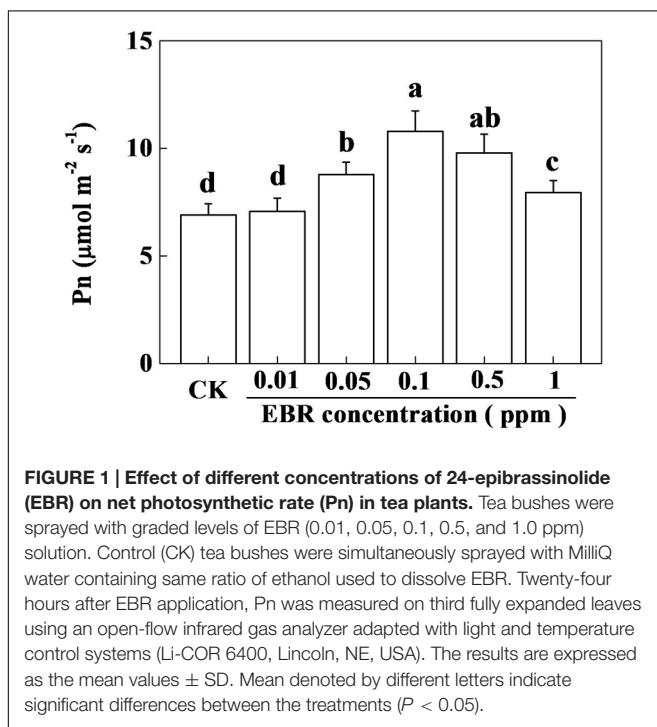 15
10
5
0
Pn (µmol m⁻² s⁻¹)
d
d
b
a
ab
c
CK
0.01
0.05
0.1
0.5
1
EBR concentration ( ppm )
FIGURE 1 | Effect of different concentrations of 24-epibrassinolide
(EBR) on net photosynthetic rate (Pn) in tea plants. Tea bushes were
sprayed with graded levels of EBR (0.01, 0.05, 0.1, 0.5, and 1.0 ppm)
solution. Control (CK) tea bushes were simultaneously sprayed with MilliQ
water containing same ratio of ethanol used to dissolve EBR. Twenty-four
hours after EBR application, Pn was measured on third fully expanded leaves
using an open-flow infrared gas analyzer adapted with light and temperature
control systems (Li-COR 6400, Lincoln, NE, USA). The results are expressed
as the mean values ± SD. Mean denoted by different letters indicate
significant differences between the treatments (P < 0.05).